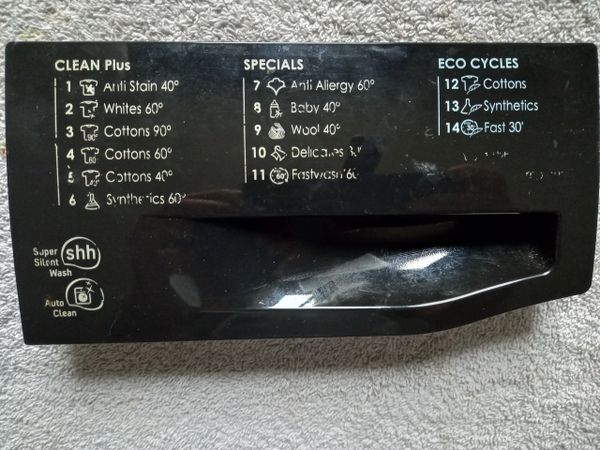 CLEAN Plus
1 Anti Stain 40°
2 Whites 60°
3 Cottons 90°
4 Cottons 60°
5 Cottons 40°
6 Synthetics 60°
SPECIALS
7 Anti Allergy 60°
8 Baby 40°
9 Wool 40°
10 Delicates
11 Fastwash 60
ECO CYCLES
12 Cottons
13 Synthetics
14 Fast 30'
Super
Silent
Wash
shh
Auto
Clean